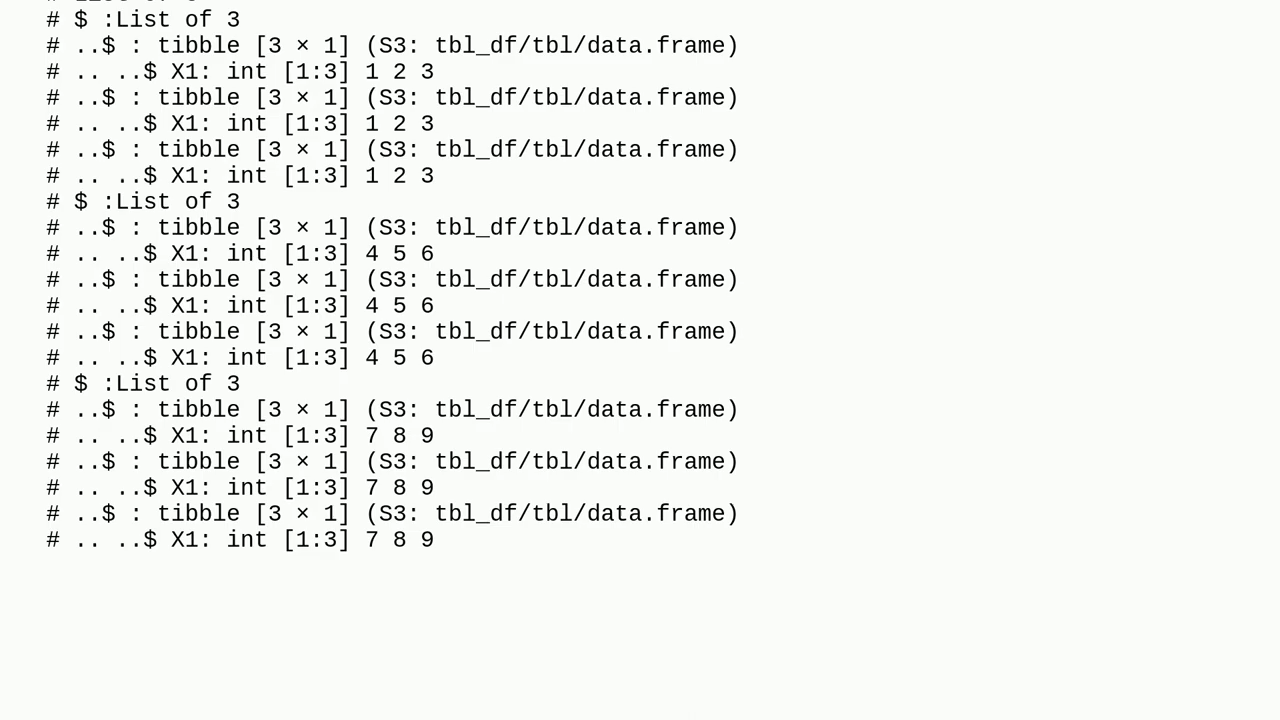 # $ :List of 3
# ..$ : tibble [3 × 1] (S3: tbl_df/tbl/data.frame)
# .. ..$ X1: int [1:3] 1 2 3
# ..$ : tibble [3 × 1] (S3: tbl_df/tbl/data.frame)
# .. ..$ X1: int [1:3] 1 2 3
# ..$ : tibble [3 × 1] (S3: tbl_df/tbl/data.frame)
# .. ..$ X1: int [1:3] 1 2 3
# $ :List of 3
# ..$ : tibble [3 × 1] (S3: tbl_df/tbl/data.frame)
# .. ..$ X1: int [1:3] 4 5 6
# ..$ : tibble [3 × 1] (S3: tbl_df/tbl/data.frame)
# .. ..$ X1: int [1:3] 4 5 6
# ..$ : tibble [3 × 1] (S3: tbl_df/tbl/data.frame)
# .. ..$ X1: int [1:3] 4 5 6
# $ :List of 3
# ..$ : tibble [3 × 1] (S3: tbl_df/tbl/data.frame)
# .. ..$ X1: int [1:3] 7 8 9
# ..$ : tibble [3 × 1] (S3: tbl_df/tbl/data.frame)
# .. ..$ X1: int [1:3] 7 8 9
# ..$ : tibble [3 × 1] (S3: tbl_df/tbl/data.frame)
# .. ..$ X1: int [1:3] 7 8 9